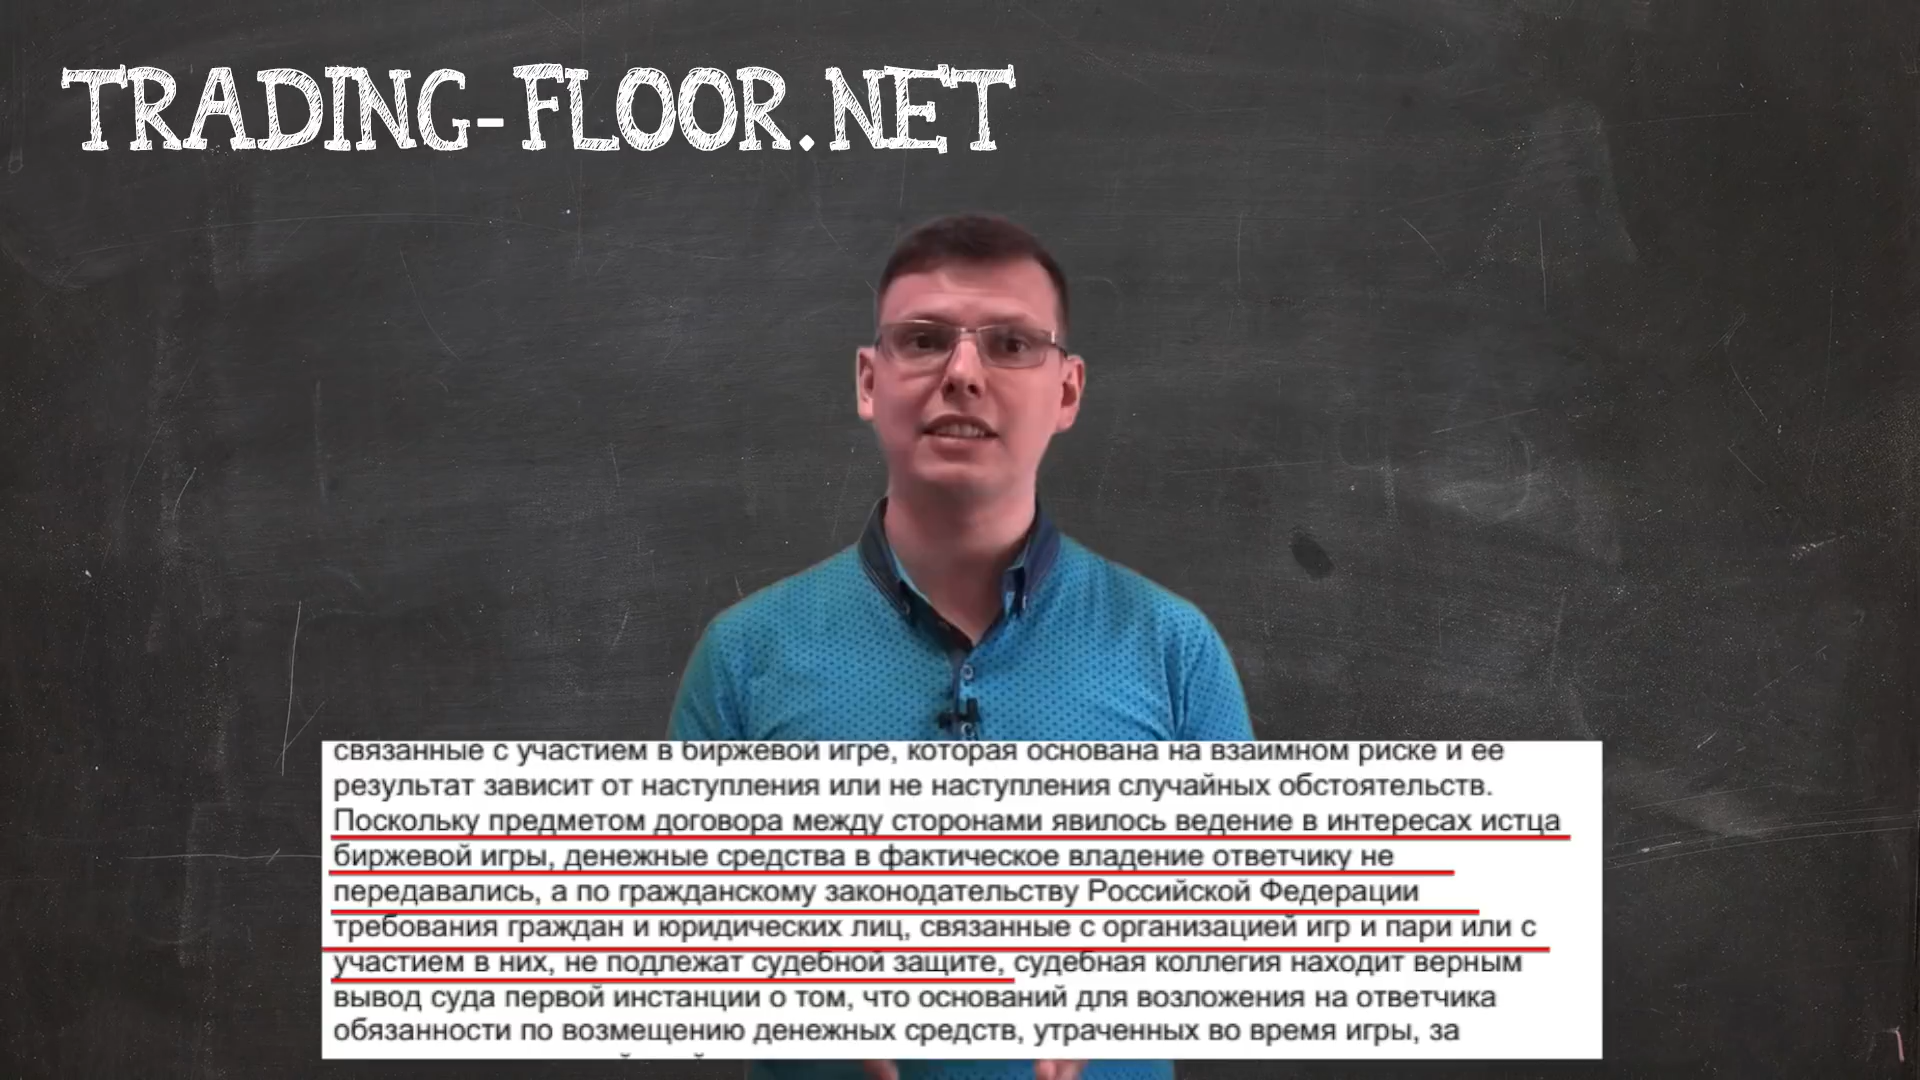 TRADING-FLOOR.NET
связанные с участием в биржевой игре, которая основана на взаимном риске и ее
результат зависит от наступления или не наступления случайных обстоятельств.
Поскольку предметом договора между сторонами явилось ведение в интересах истца
биржевой игры, денежные средства в фактическое владение ответчику не
передавались, а по гражданскому законодательству Российской Федерации
требования граждан и юридических лиц, связанные с организацией игр и пари или с
участием в них, не подлежат судебной защите, судебная коллегия находит верным
вывод суда первой инстанции о том, что оснований для возложения на ответчика
обязанности по возмещению денежных средств, утраченных во время игры, за